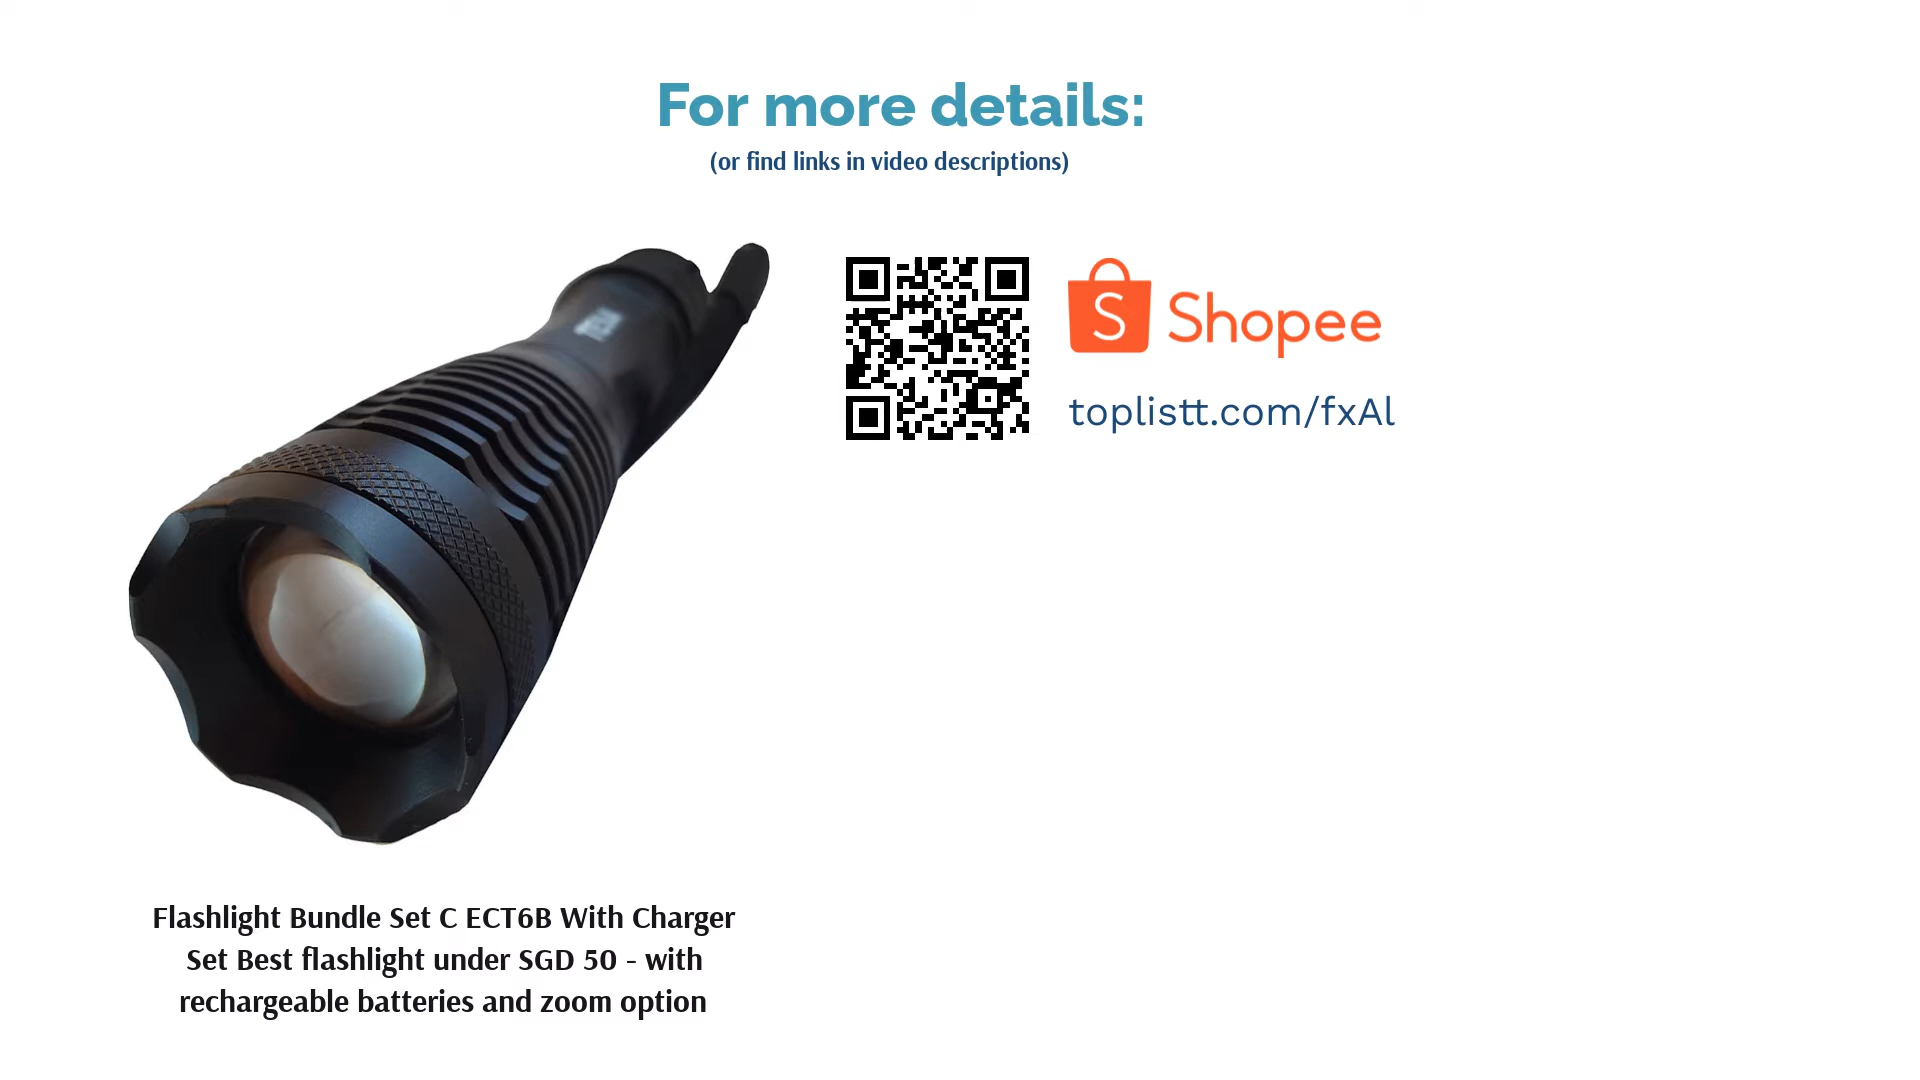 For more details:
(or find links in video descriptions)
S Shopee
toplistt.com/fxAl
Flashlight Bundle Set C ECT6B With Charger
Set Best flashlight under SGD 50 - with
rechargeable batteries and zoom option